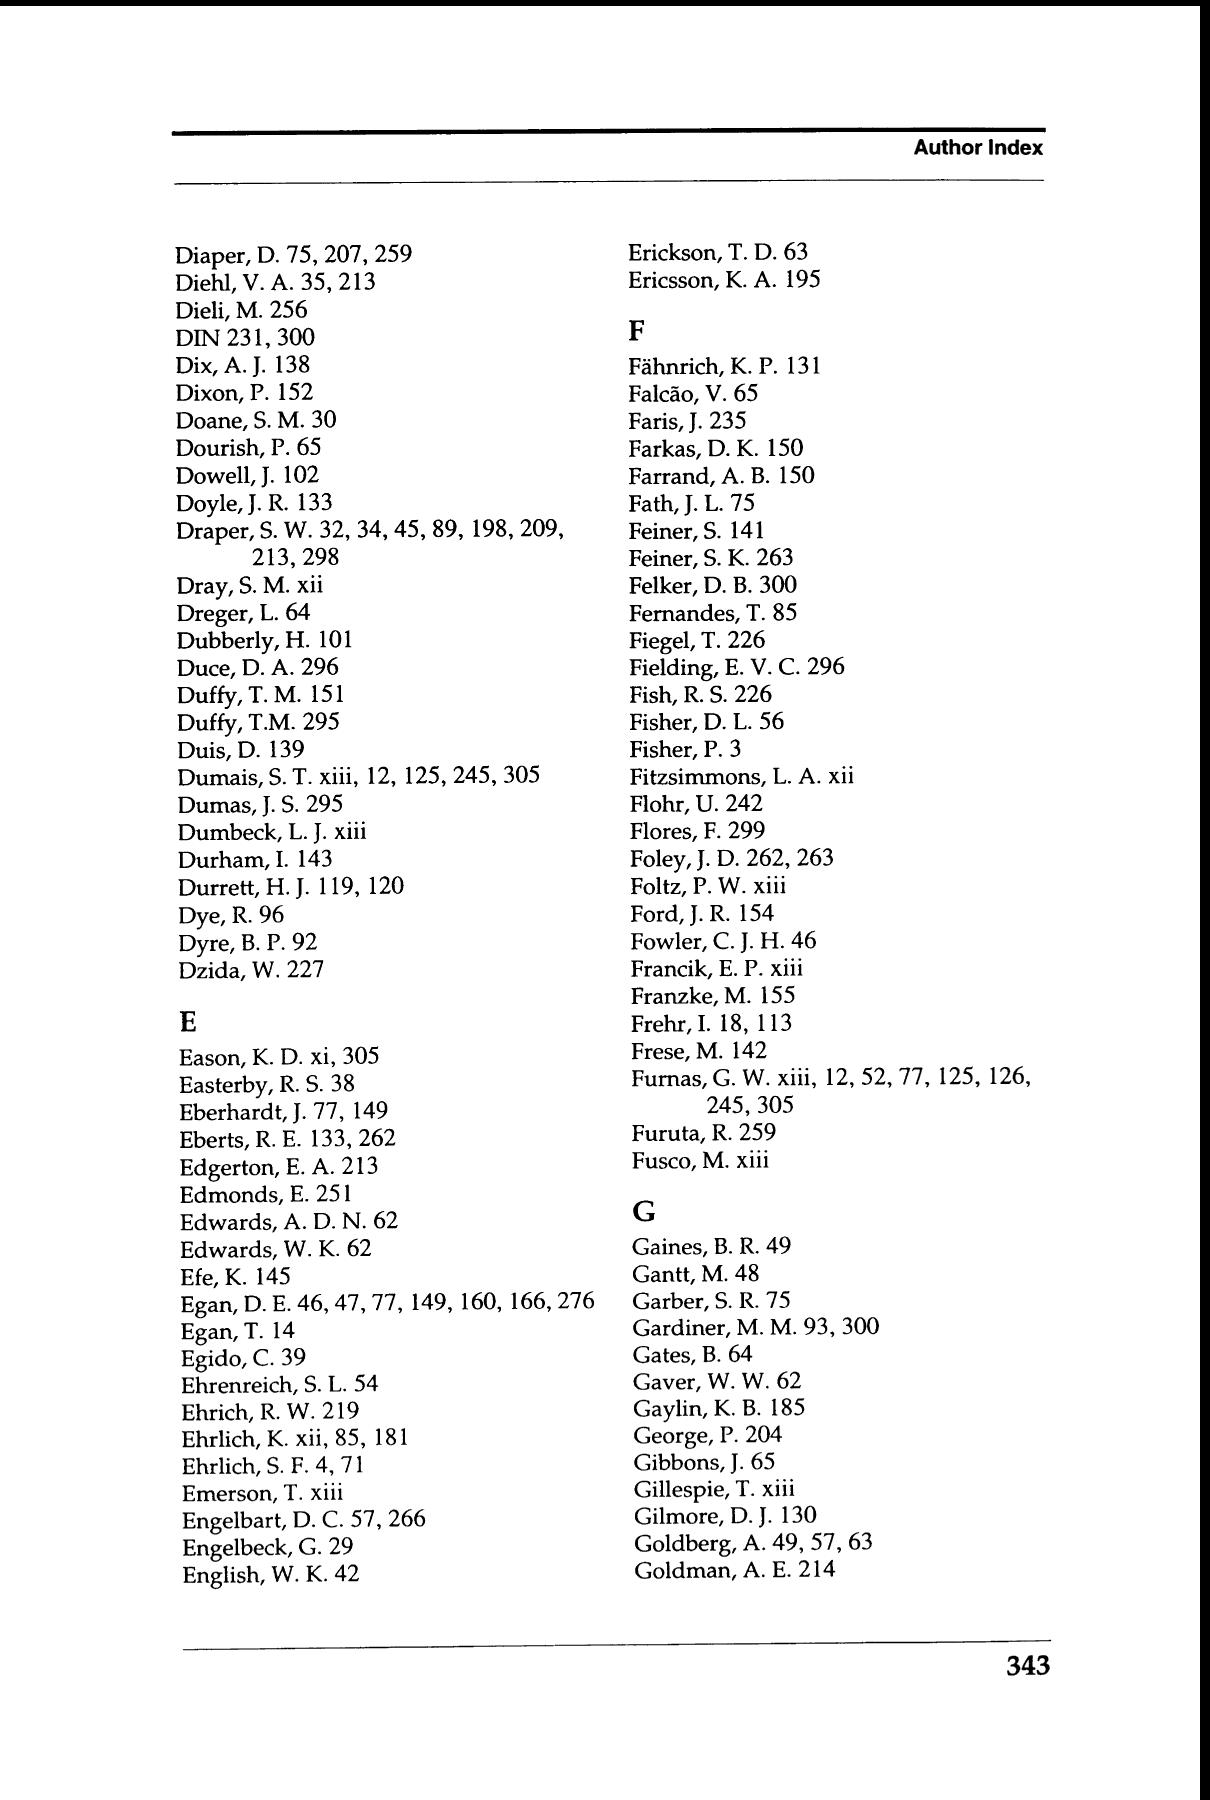 Author Index
Diaper, D. 75, 207, 259
Diehl, V. A. 35, 213
Dieli, M. 256
DIN 231, 300
Dix, A. J. 138
Dixon, P. 152
Doane, S. M. 30
Dourish, P. 65
Dowell, J. 102
Doyle, J. R. 133
Draper, S. W. 32, 34, 45, 89, 198, 209,
213, 298
Dray, S. M. xii
Dreger, L. 64
Dubberly, H. 101
Duce, D. A. 296
Duffy, T. M. 151
Duffy, T.M. 295
Duis, D. 139
Dumais, S. T. xiii, 12, 125, 245, 305
Dumas, J. S. 295
Dumbeck, L. J. xiii
Durham, I. 143
Durrett, H. J. 119, 120
Dye, R. 96
Dyre, B. P. 92
Dzida, W. 227
E
Eason, K. D. xi, 305
Easterby, R. S. 38
Eberhardt, J. 77, 149
Eberts, R. E. 133, 262
Edgerton, E. A. 213
Edmonds, E. 251
Edwards, A. D. N. 62
Edwards, W. K. 62
Efe, K. 145
Egan, D. E. 46, 47, 77, 149, 160, 166, 276
Egan, T. 14
Egido, C. 39
Ehrenreich, S. L. 54
Ehrich, R. W. 219
Ehrlich, K. xii, 85, 181
Ehrlich, S. F. 4, 71
Emerson, T. xiii
Engelbart, D. C. 57, 266
Engelbeck, G. 29
English, W. K. 42
Erickson, T. D. 63
Ericsson, K. A. 195
F
Fähnrich, K. P. 131
Falcão, V. 65
Faris, J. 235
Farkas, D. K. 150
Farrand, A. B. 150
Fath, J. L. 75
Feiner, S. 141
Feiner, S. K. 263
Felker, D. B. 300
Fernandes, T. 85
Fiegel, T. 226
Fielding, E. V. C. 296
Fish, R. S. 226
Fisher, D. L. 56
Fisher, P. 3
Fitzsimmons, L. A. xii
Flohr, U. 242
Flores, F. 299
Foley, J. D. 262, 263
Foltz, P. W. xiii
Ford, J. R. 154
Fowler, C. J. H. 46
Francik, E. P. xiii
Franzke, M. 155
Frehr, I. 18, 113
Frese, M. 142
Furnas, G. W. xiii, 12, 52, 77, 125, 126,
245, 305
Furuta, R. 259
Fusco, M. xiii
G
Gaines, B. R. 49
Gantt, M. 48
Garber, S. R. 75
Gardiner, M. M. 93, 300
Gates, B. 64
Gaver, W. W. 62
Gaylin, K. B. 185
George, P. 204
Gibbons, J. 65
Gillespie, T. xiii
Gilmore, D. J. 130
Goldberg, A. 49, 57, 63
Goldman, A. E. 214
343